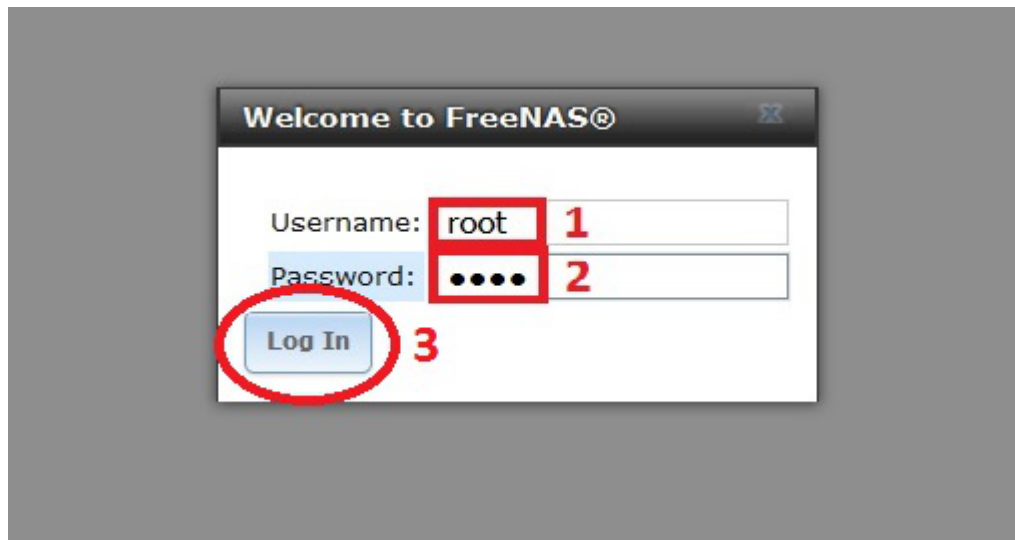 Welcome to FreeNAS®
Username: root 1
Password: •••• 2
Log In 3